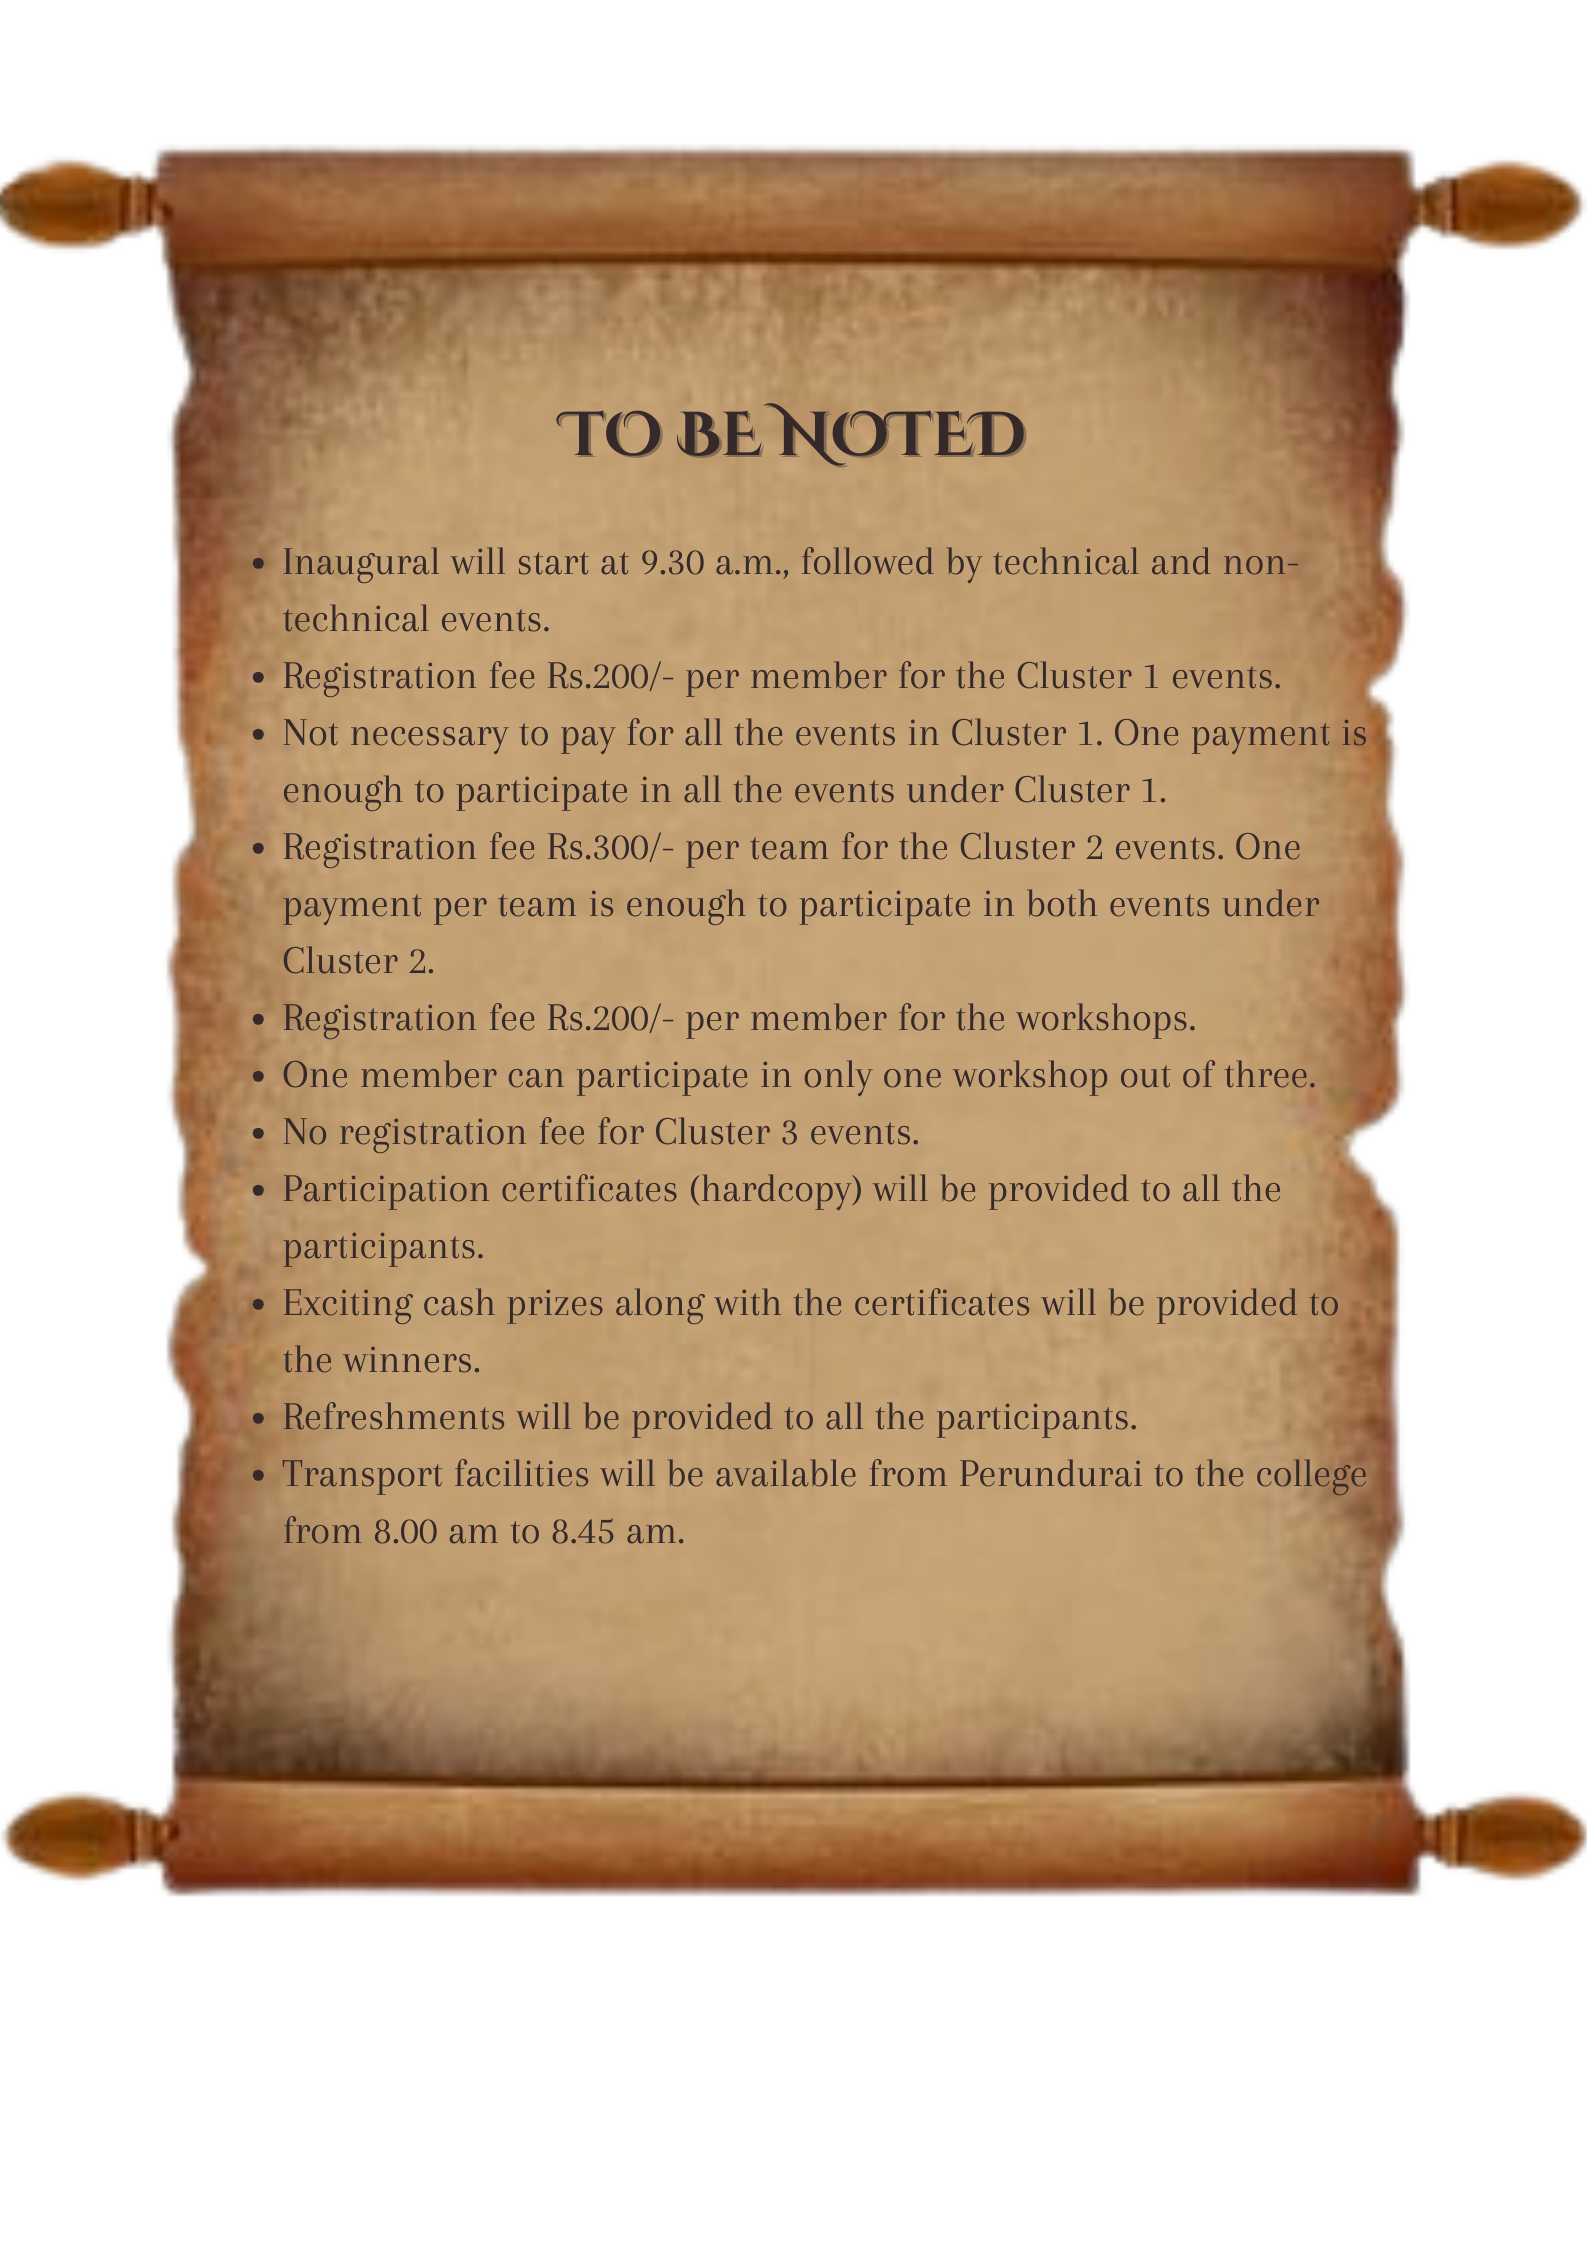 TO BE NOTED
• Inaugural will start at 9.30 a.m., followed by technical and non-
technical events.
• Registration fee Rs.200/- per member for the Cluster 1 events.
• Not necessary to pay for all the events in Cluster 1. One payment is
enough to participate in all the events under Cluster 1.
• Registration fee Rs.300/- per team for the Cluster 2 events. One
payment per team is enough to participate in both events under
Cluster 2.
• Registration fee Rs.200/- per member for the workshops.
• One member can participate in only one workshop out of three.
• No registration fee for Cluster 3 events.
• Participation certificates (hardcopy) will be provided to all the
participants.
• Exciting cash prizes along with the certificates will be provided to
the winners.
• Refreshments will be provided to all the participants.
• Transport facilities will be available from Perundurai to the college
from 8.00 am to 8.45 am.